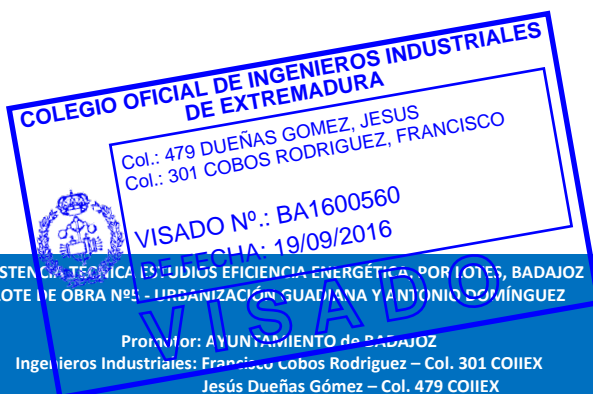 COLEGIO OFICIAL DE INGENIEROS INDUSTRIALES
DE EXTREMADURA
Col.: 479 DUEÑAS GOMEZ, JESUS
Col.: 301 COBOS RODRIGUEZ, FRANCISCO
VISADO Nº.: BA1600560
DE FECHA: 19/09/2016
VISADO
TÉCNICA ESTUDIOS EFICIENCIA ENERGÉTICA, POR LOTES, BADAJOZ
DE OBRA Nº5 - URBANIZACIÓN GUADIANA Y ANTONIO DOMÍNGUEZ
Promotor: AYUNTAMIENTO de BADAJOZ
Ingenieros Industriales: Francisco Cobos Rodriguez – Col. 301 COIIEX
Jesús Dueñas Gómez – Col. 479 COIIEX